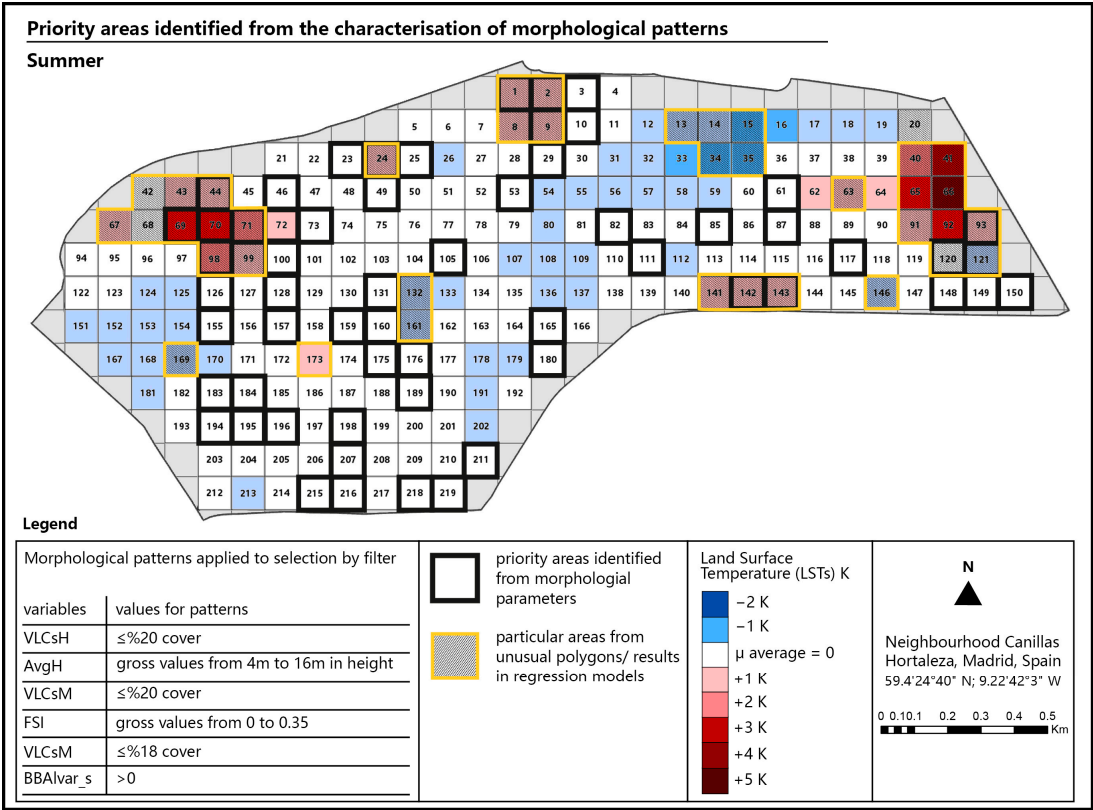 Priority areas identified from the characterisation of morphological patterns
Summer
1 2 3 4
5 6 7 8 9 10 11 12 13 14 15 16 17 18 19 20
21 22 23 24 25 26 27 28 29 30 31 32 33 34 35 36 37 38 39 40 41
42 43 44 45 46 47 48 49 50 51 52 53 54 55 56 57 58 59 60 61 62 63 64 65 66
67 68 69 70 71 72 73 74 75 76 77 78 79 80 81 82 83 84 85 86 87 88 89 90 91 92 93
94 95 96 97 98 99 100 101 102 103 104 105 106 107 108 109 110 111 112 113 114 115 116 117 118 119 120 121
122 123 124 125 126 127 128 129 130 131 132 133 134 135 136 137 138 139 140 141 142 143 144 145 146 147 148 149 150
151 152 153 154 155 156 157 158 159 160 161 162 163 164 165 166
167 168 169 170 171 172 173 174 175 176 177 178 179 180
181 182 183 184 185 186 187 188 189 190 191 192
193 194 195 196 197 198 199 200 201 202
203 204 205 206 207 208 209 210 211
212 213 214 215 216 217 218 219
Legend
Morphological patterns applied to selection by filter
variables values for patterns
VLCsH ≤%20 cover
AvgH gross values from 4m to 16m in height
VLCsM ≤%20 cover
FSI gross values from 0 to 0.35
VLCsM ≤%18 cover
BBAlvar_s >0
priority areas identified
from morphologial
parameters
particular areas from
unusual polygons/ results
in regression models
Land Surface
Temperature (LSTs) K
−2 K
−1 K
μ average = 0
+1 K
+2 K
+3 K
+4 K
+5 K
N
Neighbourhood Canillas
Hortaleza, Madrid, Spain
59.4'24°40" N; 9.22'42°3" W
0 0.10.1 0.2 0.3 0.4 0.5
Km